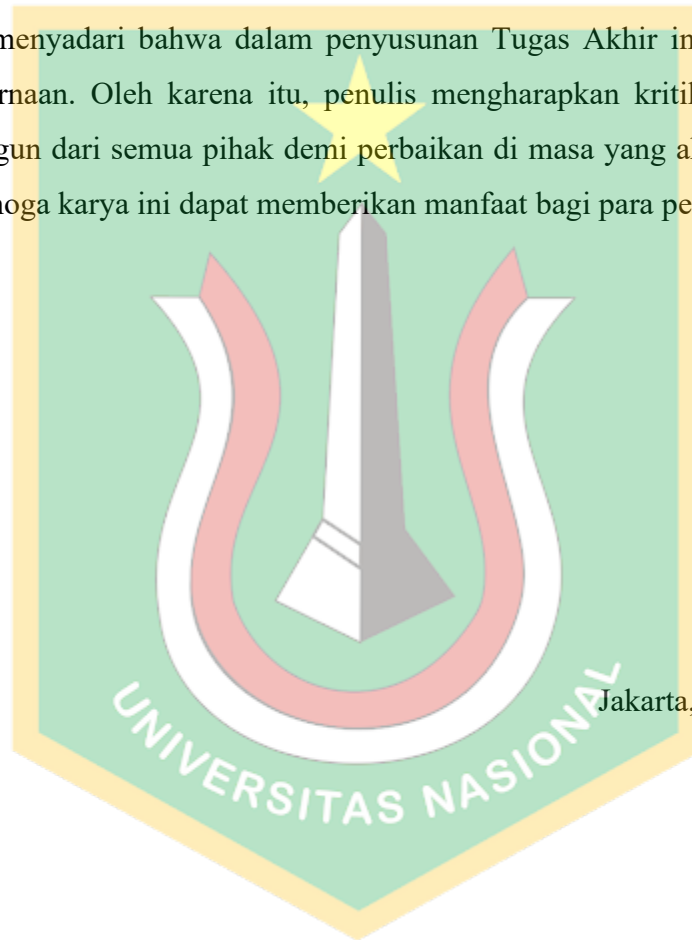 menyadari bahwa dalam penyusunan Tugas Akhir in
rnaan. Oleh karena itu, penulis mengharapkan kritik
gun dari semua pihak demi perbaikan di masa yang a
oga karya ini dapat memberikan manfaat bagi para pe
Jakarta,
UNIVERSITAS NASIONAL